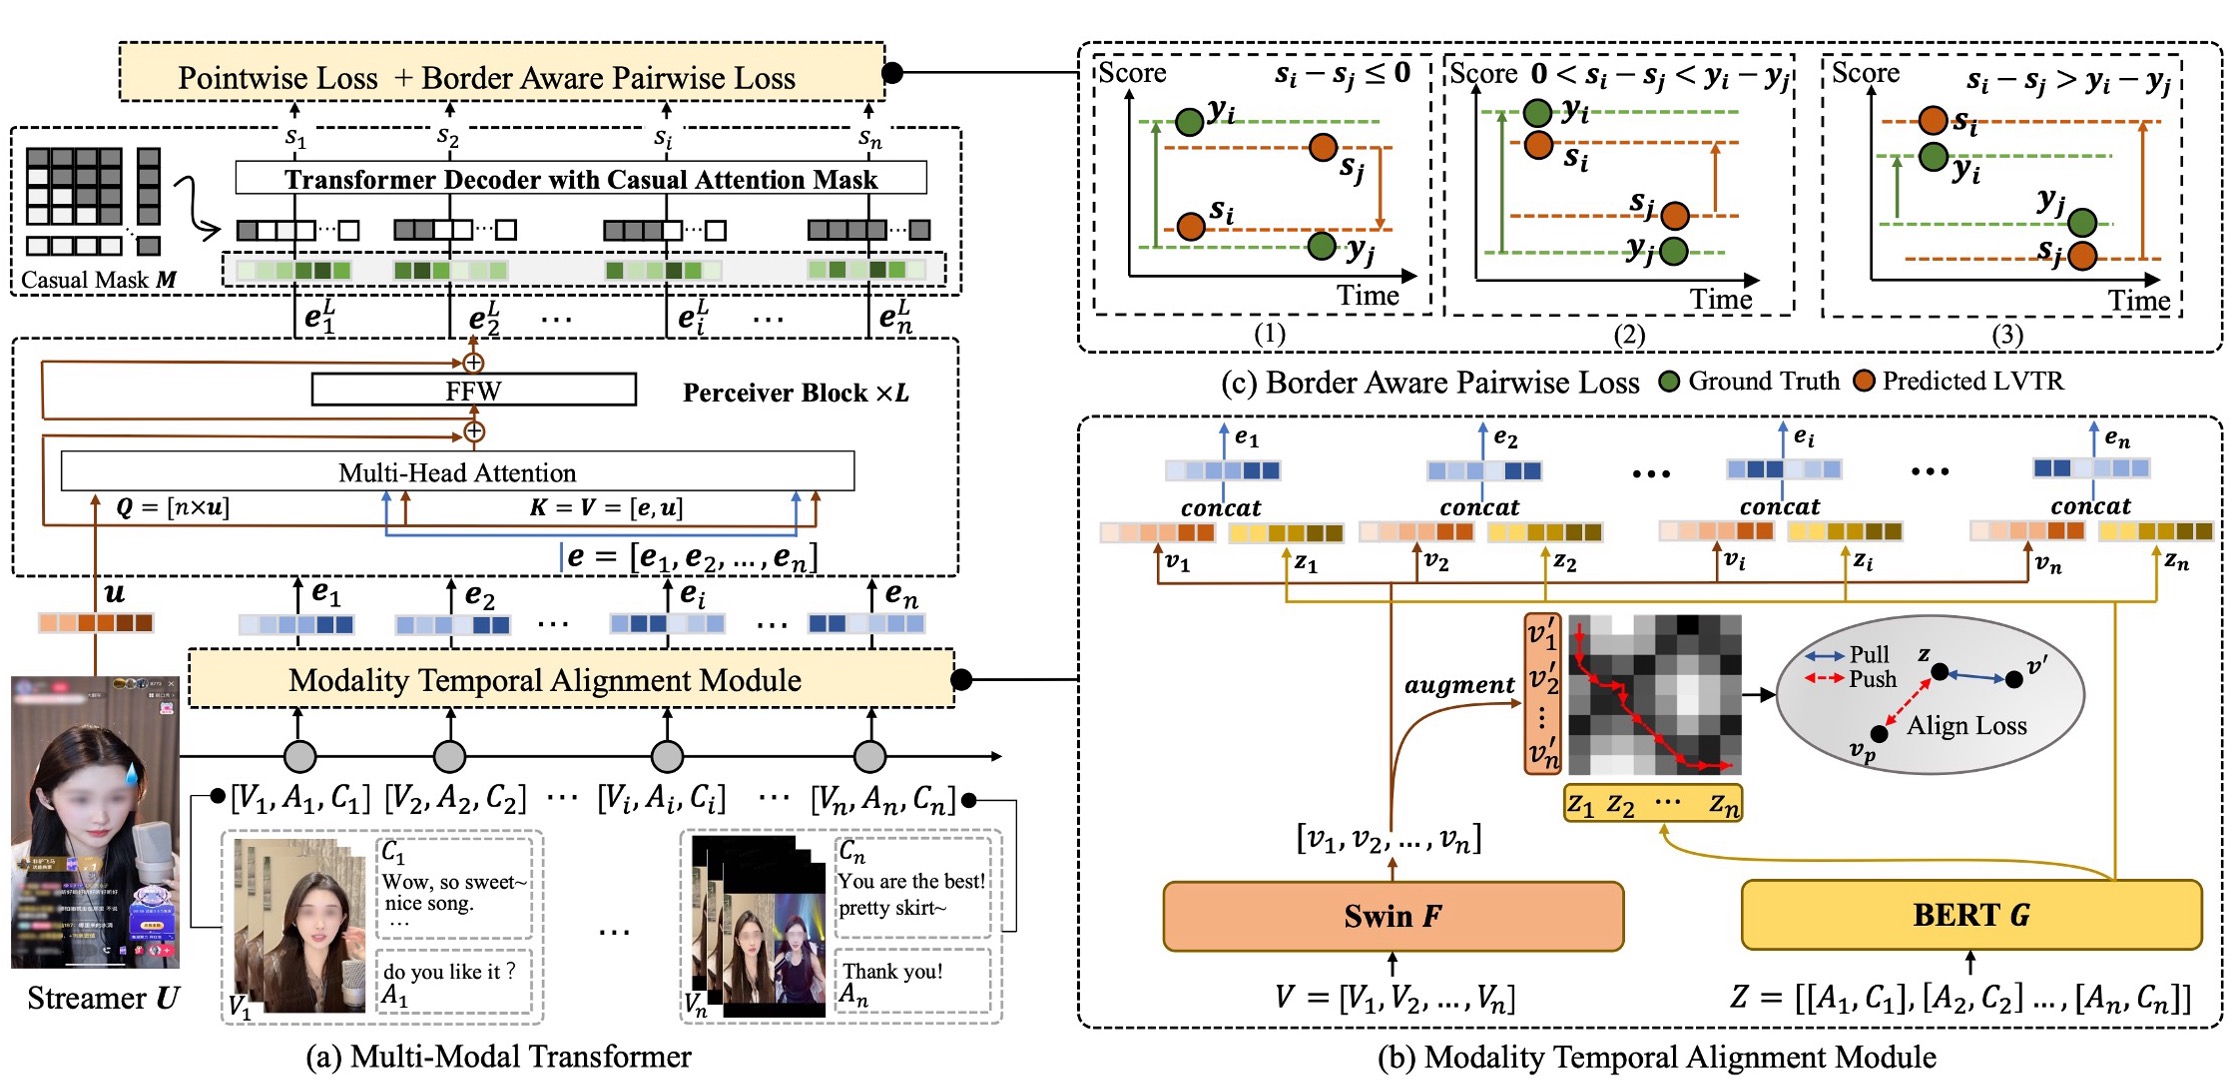 Pointwise Loss + Border Aware Pairwise Loss
s_1 s_2 s_i s_n
Transformer Decoder with Casual Attention Mask
... ... ... ...
Casual Mask M
e_1^L e_2^L ... e_i^L ... e_n^L
+
FFW
Perceiver Block ×L
+
Multi-Head Attention
Q = [n×u] K = V = [e, u]
e = [e_1, e_2, ..., e_n]
u e_1 e_2 e_i e_n
... ...
Modality Temporal Alignment Module
[V_1, A_1, C_1] [V_2, A_2, C_2] ... [V_i, A_i, C_i] ... [V_n, A_n, C_n]
C_1
Wow, so sweet~
nice song.
...
do you like it ?
A_1
V_1
...
C_n
You are the best!
pretty skirt~
Thank you!
A_n
V_n
Streamer U
(a) Multi-Modal Transformer
Score s_i − s_j ≤ 0
y_i
s_j
s_i
y_j
Time
(1)
Score 0 < s_i − s_j < y_i − y_j
y_i
s_i
s_j
y_j
Time
(2)
Score s_i − s_j > y_i − y_j
s_i
y_i
y_j
s_j
Time
(3)
(c) Border Aware Pairwise Loss Ground Truth Predicted LVTR
e_1 e_2 e_i e_n
... ...
concat concat concat concat
v_1 z_1 v_2 z_2 v_i z_i v_n z_n
augment
v'_1
v'_2
⋮
v'_n
z_1 z_2 ... z_n
Pull
Push
z
v'
v_p
Align Loss
[v_1, v_2, ..., v_n]
Swin F
BERT G
V = [V_1, V_2, ..., V_n]
Z = [[A_1, C_1], [A_2, C_2] ..., [A_n, C_n]]
(b) Modality Temporal Alignment Module